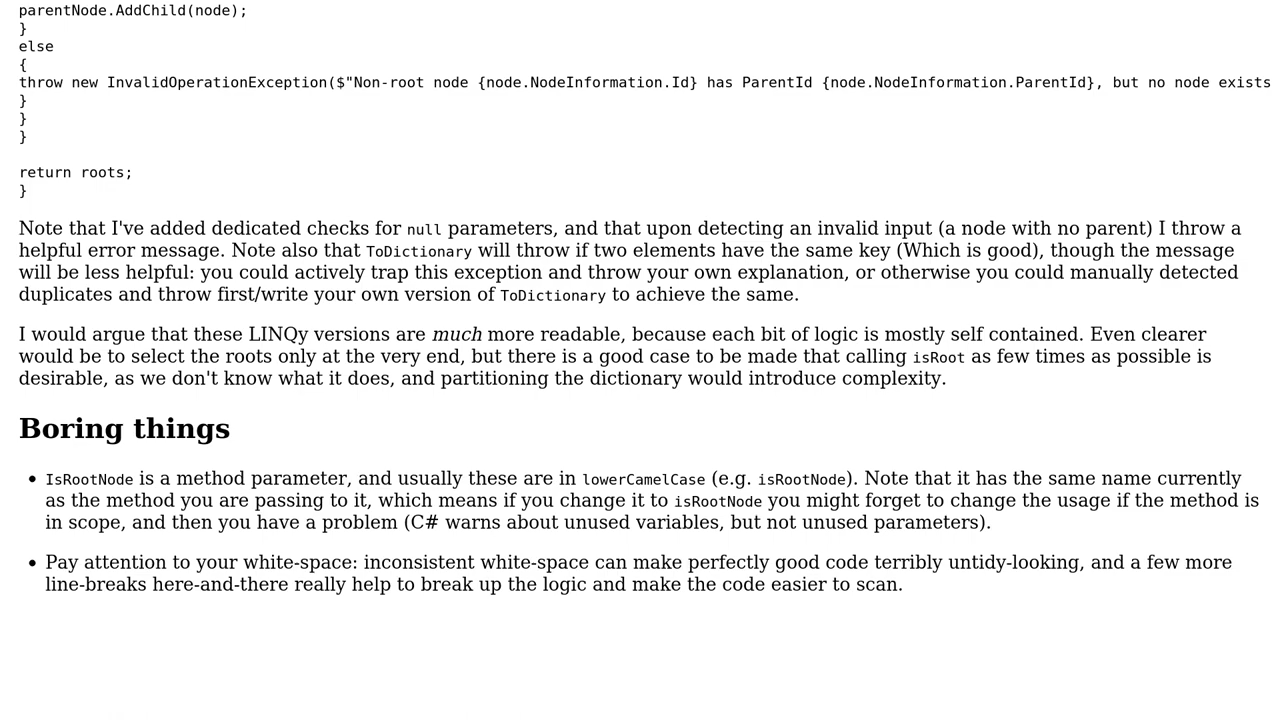 parentNode.AddChild(node);
}
else
{
throw new InvalidOperationException($"Non-root node {node.NodeInformation.Id} has ParentId {node.NodeInformation.ParentId}, but no node exists
}
}
}
return roots;
}
Note that I've added dedicated checks for null parameters, and that upon detecting an invalid input (a node with no parent) I throw a
helpful error message. Note also that ToDictionary will throw if two elements have the same key (Which is good), though the message
will be less helpful: you could actively trap this exception and throw your own explanation, or otherwise you could manually detected
duplicates and throw first/write your own version of ToDictionary to achieve the same.
I would argue that these LINQy versions are much more readable, because each bit of logic is mostly self contained. Even clearer
would be to select the roots only at the very end, but there is a good case to be made that calling isRoot as few times as possible is
desirable, as we don't know what it does, and partitioning the dictionary would introduce complexity.
Boring things
• IsRootNode is a method parameter, and usually these are in lowerCamelCase (e.g. isRootNode). Note that it has the same name currently
as the method you are passing to it, which means if you change it to isRootNode you might forget to change the usage if the method is
in scope, and then you have a problem (C# warns about unused variables, but not unused parameters).
• Pay attention to your white-space: inconsistent white-space can make perfectly good code terribly untidy-looking, and a few more
line-breaks here-and-there really help to break up the logic and make the code easier to scan.